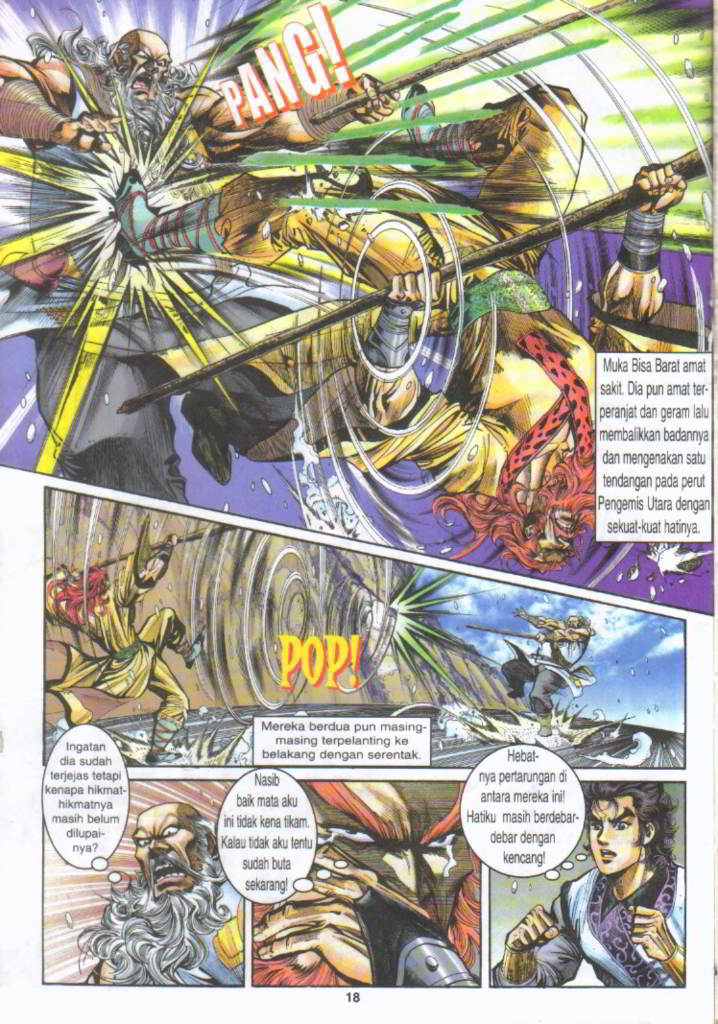 PANG!
Muka Bisa Barat amat
sakit. Dia pun amat ter-
peranjat dan geram lalu
membalikkan badannya
dan mengenakan satu
tendangan pada perut
Pengemis Utara dengan
sekuat-kuat hatinya.
POP!
Mereka berdua pun masing-
masing terpelanting ke
belakang dengan serentak.
Ingatan
dia sudah
terjejas tetapi
kenapa hikmat-
hikmatnya
masih belum
dilupai-
nya?
Nasib
baik mata aku
ini tidak kena tikam.
Kalau tidak aku tentu
sudah buta
sekarang!
Hebat-
nya pertarungan di
antara mereka ini!
Hatiku masih berdebar-
debar dengan
kencang!
18